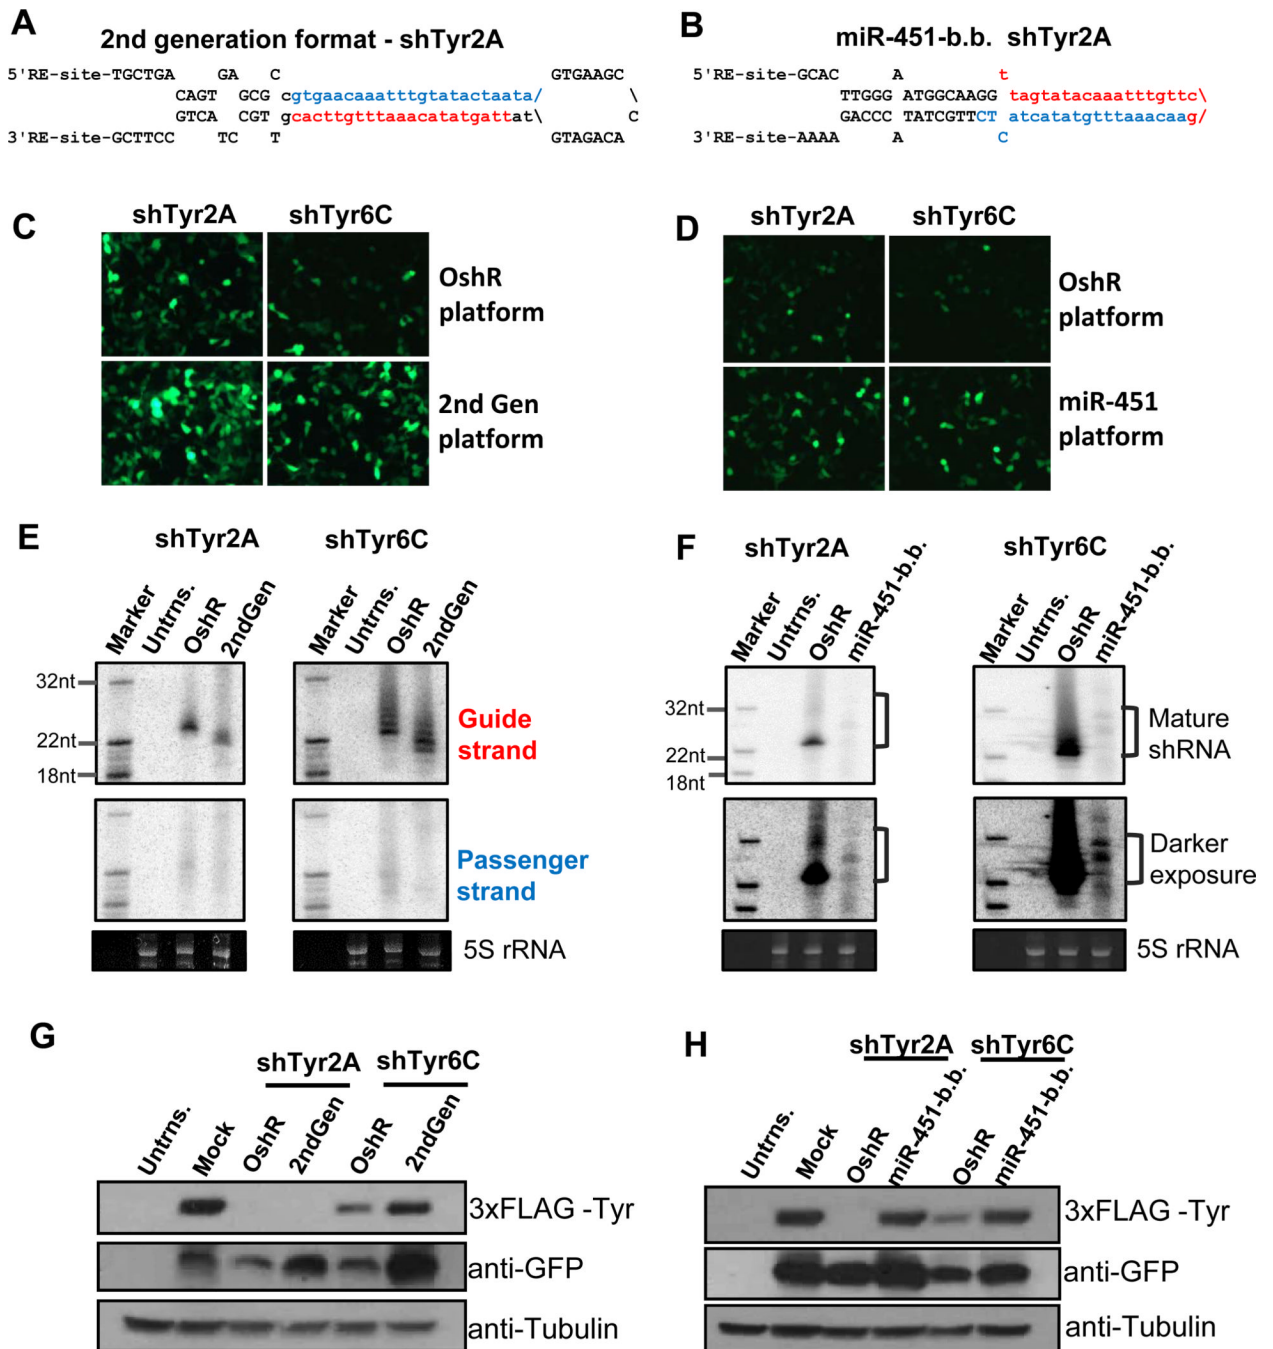 A
2nd generation format - shTyr2A
5'RE-site-TGCTGA GA C GTGAAGC
CAGT GCG cgtgaacaaatttgtatactaata/ \
GTCA CGT gcacttgtttaaacatatgattat\ C
3'RE-site-GCTTCC TC T GTAGACA
B
miR-451-b.b. shTyr2A
5'RE-site-GCAC A t
TTGGG ATGGCAAGG tagtatacaaatttgttc\
GACCC TATCGTTCT atcatatgtttaaacaag/
3'RE-site-AAAA A C
C
shTyr2A shTyr6C
OshR
platform
2nd Gen
platform
D
shTyr2A shTyr6C
OshR
platform
miR-451
platform
E
shTyr2A shTyr6C
Marker Untrns. OshR 2ndGen Marker Untrns. OshR 2ndGen
32nt
22nt
18nt
Guide
strand
Passenger
strand
5S rRNA
F
shTyr2A shTyr6C
Marker Untrns. OshR miR-451-b.b. Marker Untrns. OshR miR-451-b.b.
32nt
22nt
18nt
Mature
shRNA
Darker
exposure
5S rRNA
G
shTyr2A shTyr6C
Untrns. Mock OshR 2ndGen OshR 2ndGen
3xFLAG -Tyr
anti-GFP
anti-Tubulin
H
shTyr2A shTyr6C
Untrns. Mock OshR miR-451-b.b. OshR miR-451-b.b.
3xFLAG -Tyr
anti-GFP
anti-Tubulin